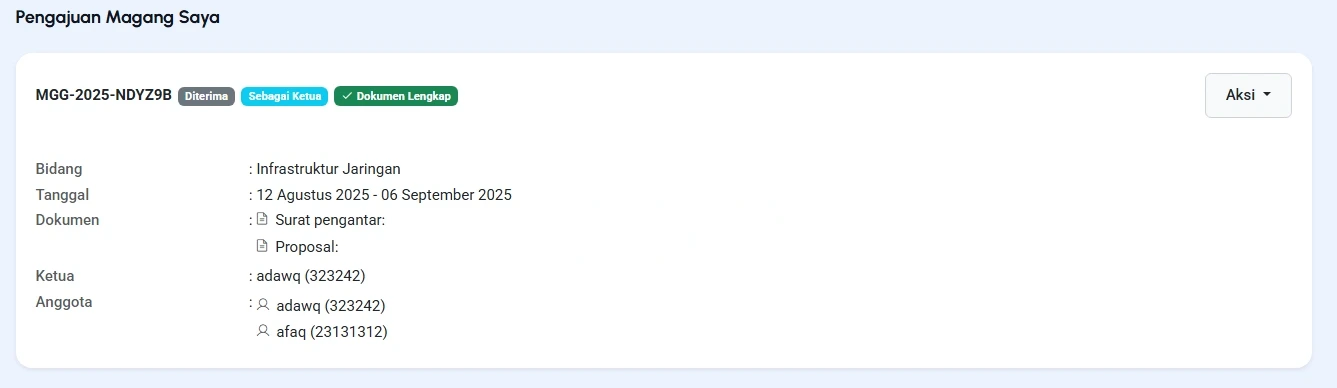 Pengajuan Magang Saya
MGG-2025-NDYZ9B Diterima Sebagai Ketua Dokumen Lengkap Aksi
Bidang : Infrastruktur Jaringan
Tanggal : 12 Agustus 2025 - 06 September 2025
Dokumen : Surat pengantar:
Proposal:
Ketua : adawq (323242)
Anggota : adawq (323242)
afaq (23131312)